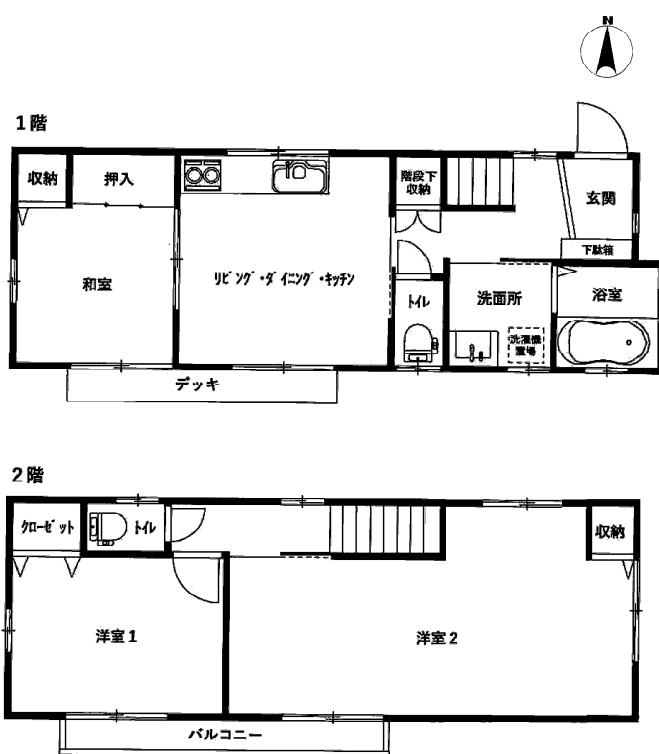 N
1階
収納
押入
階段下
収納
玄関
下駄箱
和室
リビング・ダイニング・キッチン
トイレ
洗面所
浴室
洗濯機
置場
デッキ
2階
クローゼット
トイレ
収納
洋室1
洋室2
バルコニー